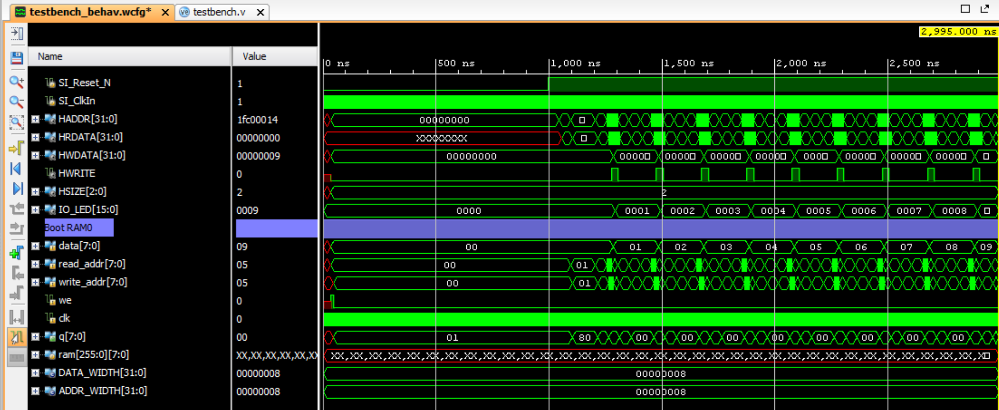 testbench_behav.wcfg* testbench.v
2,995.000 ns
Name Value
0 ns 500 ns 1,000 ns 1,500 ns 2,000 ns 2,500 ns
SI_Reset_N 1
SI_ClkIn 1
HADDR[31:0] 1fc00014 00000000
HRDATA[31:0] 00000000 XXXXXXXX
HWDATA[31:0] 00000009 00000000 0000 0000 0000 0000 000 0000 0000 0000
HWRITE 0
HSIZE[2:0] 2 2
IO_LED[15:0] 0009 0000 0001 0002 0003 0004 0005 0006 0007 0008
Boot RAM0
data[7:0] 09 00 01 02 03 04 05 06 07 08 09
read_addr[7:0] 05 00 01
write_addr[7:0] 05 00 01
we 0
clk 0
q[7:0] 00 01 80 00 00 00 00 00 00 00 00
ram[255:0][7:0] XX,XX,XX,XX,XX,XX XX,XX,XX,XX,XX,XX,XX,XX,XX,XX,XX,XX,XX,XX,XX,XX,XX,XX,XX,XX,XX,XX,XX,XX,XX,XX,XX,XX,XX,XX,XX,XX,XX,XX,X
DATA_WIDTH[31:0] 00000008 00000008
ADDR_WIDTH[31:0] 00000008 00000008